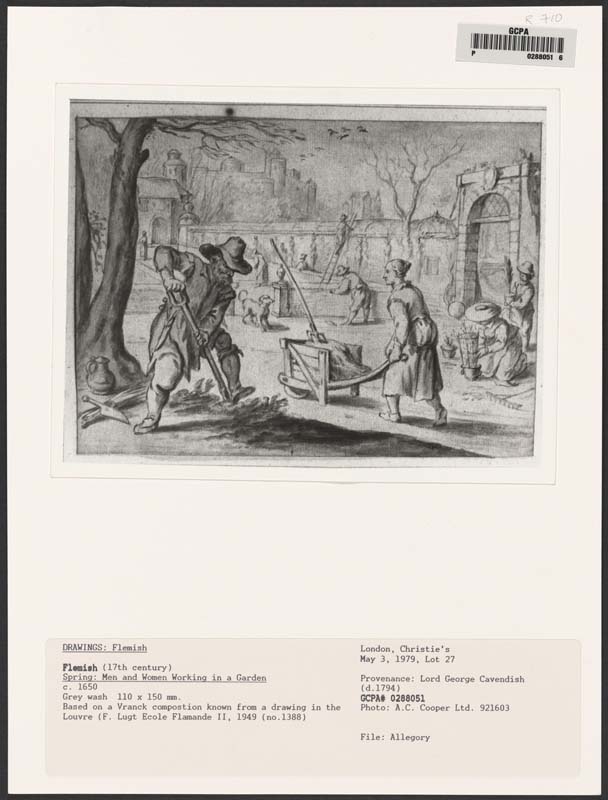 R 710
GCPA
P 0288051 6
DRAWINGS: Flemish
Flemish (17th century)
Spring: Men and Women Working in a Garden
c. 1650
Grey wash 110 x 150 mm.
Based on a Vranck compostion known from a drawing in the
Louvre (F. Lugt Ecole Flamande II, 1949 (no.1388)
London, Christie's
May 3, 1979, Lot 27
Provenance: Lord George Cavendish
(d.1794)
GCPA# 0288051
Photo: A.C. Cooper Ltd. 921603
File: Allegory